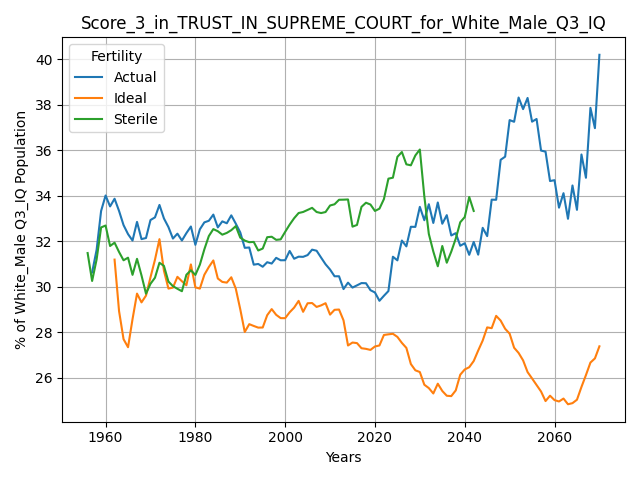 Score_3_in_TRUST_IN_SUPREME_COURT_for_White_Male_Q3_IQ
Fertility
Actual
Ideal
Sterile
% of White_Male Q3_IQ Population
40
38
36
34
32
30
28
26
1960
1980
2000
2020
2040
2060
Years